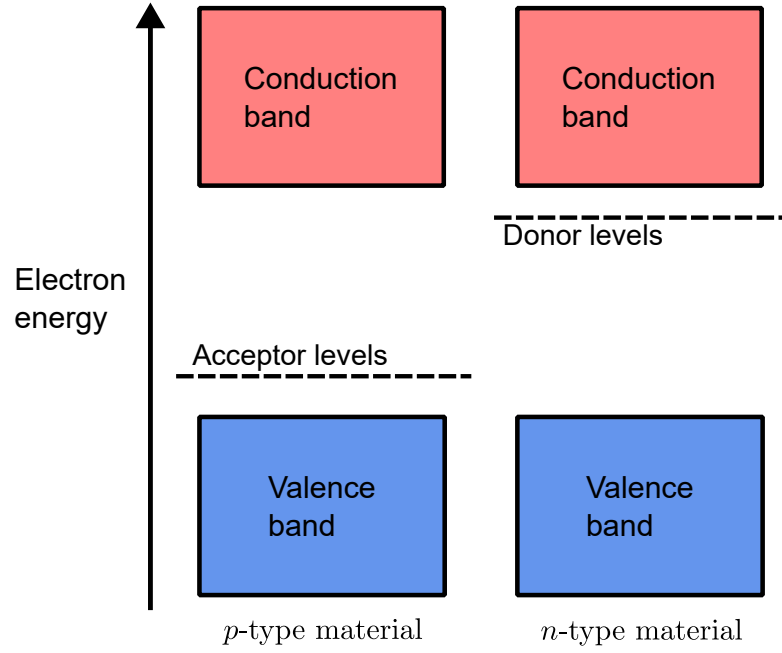 Conduction
band
Conduction
band
Donor levels
Electron
energy
Acceptor levels
Valence
band
Valence
band
p-type material
n-type material